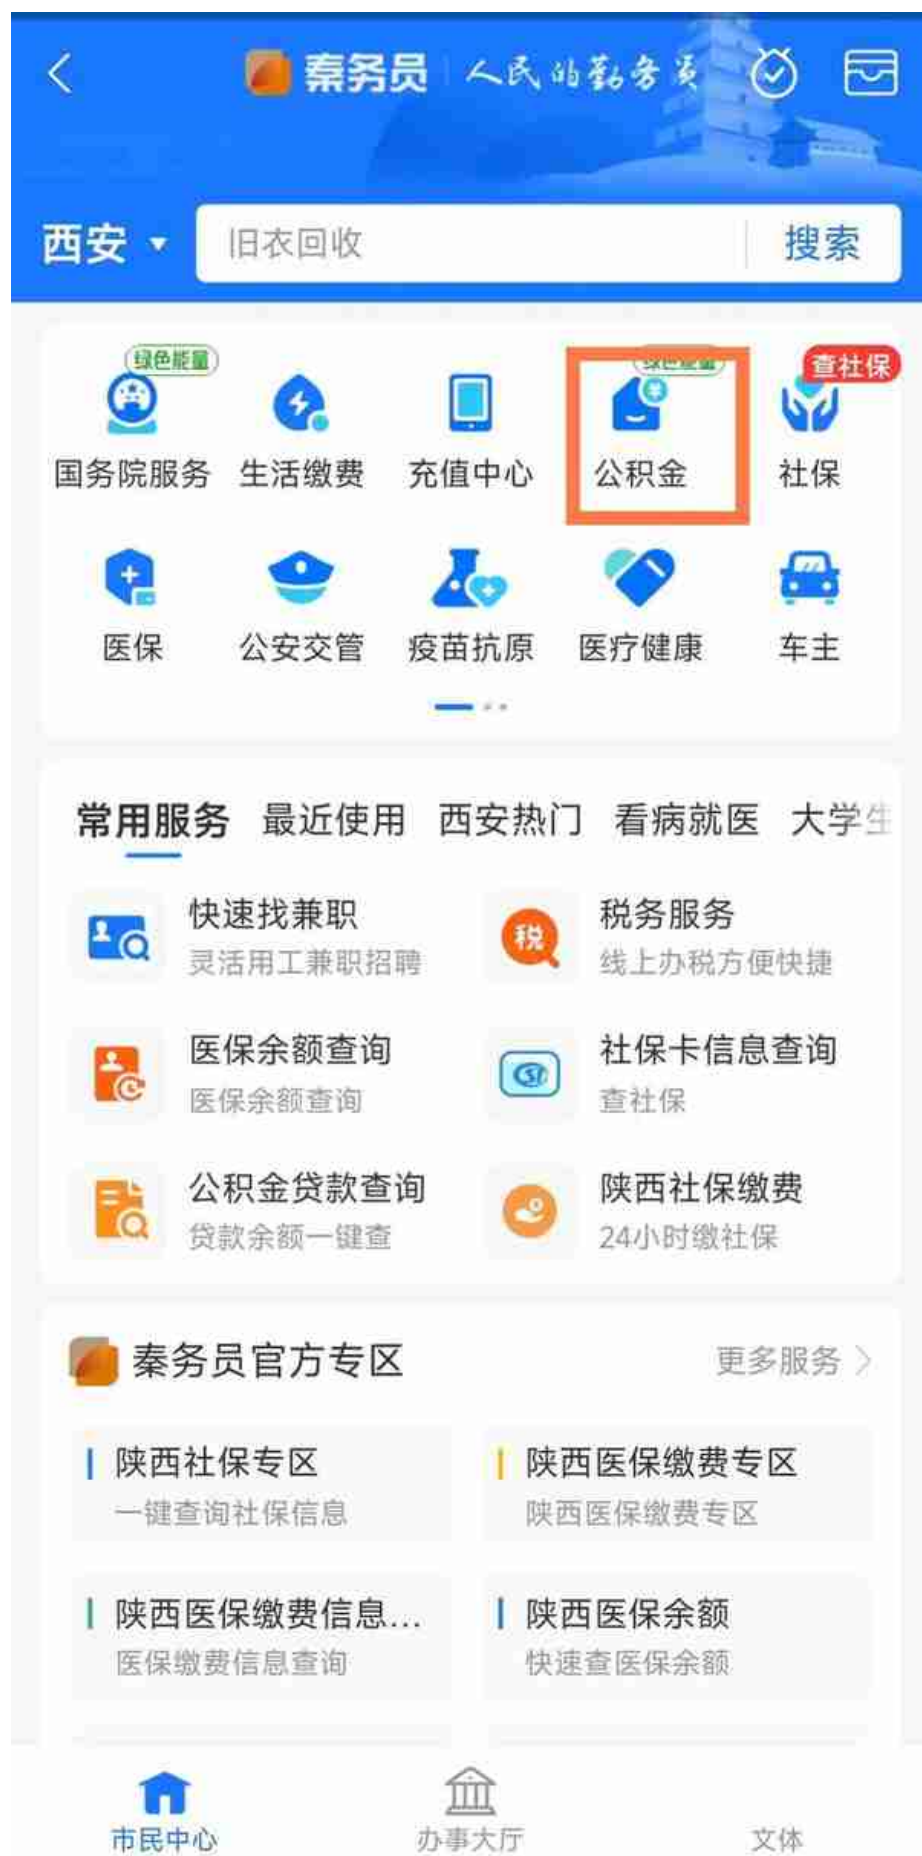 秦务员 人民的勤务员
西安 旧衣回收 搜索
绿色能量 绿色能量 查社保
国务院服务 生活缴费 充值中心 公积金 社保
医保 公安交管 疫苗抗原 医疗健康 车主
常用服务 最近使用 西安热门 看病就医 大学生
快速找兼职 税务服务
灵活用工兼职招聘 线上办税方便快捷
税
医保余额查询 社保卡信息查询
医保余额查询 查社保
公积金贷款查询 陕西社保缴费
贷款余额一键查 24小时缴社保
秦务员官方专区 更多服务
陕西社保专区 陕西医保缴费专区
一键查询社保信息 陕西医保缴费专区
陕西医保缴费信息... 陕西医保余额
医保缴费信息查询 快速查医保余额
市民中心 办事大厅 文体